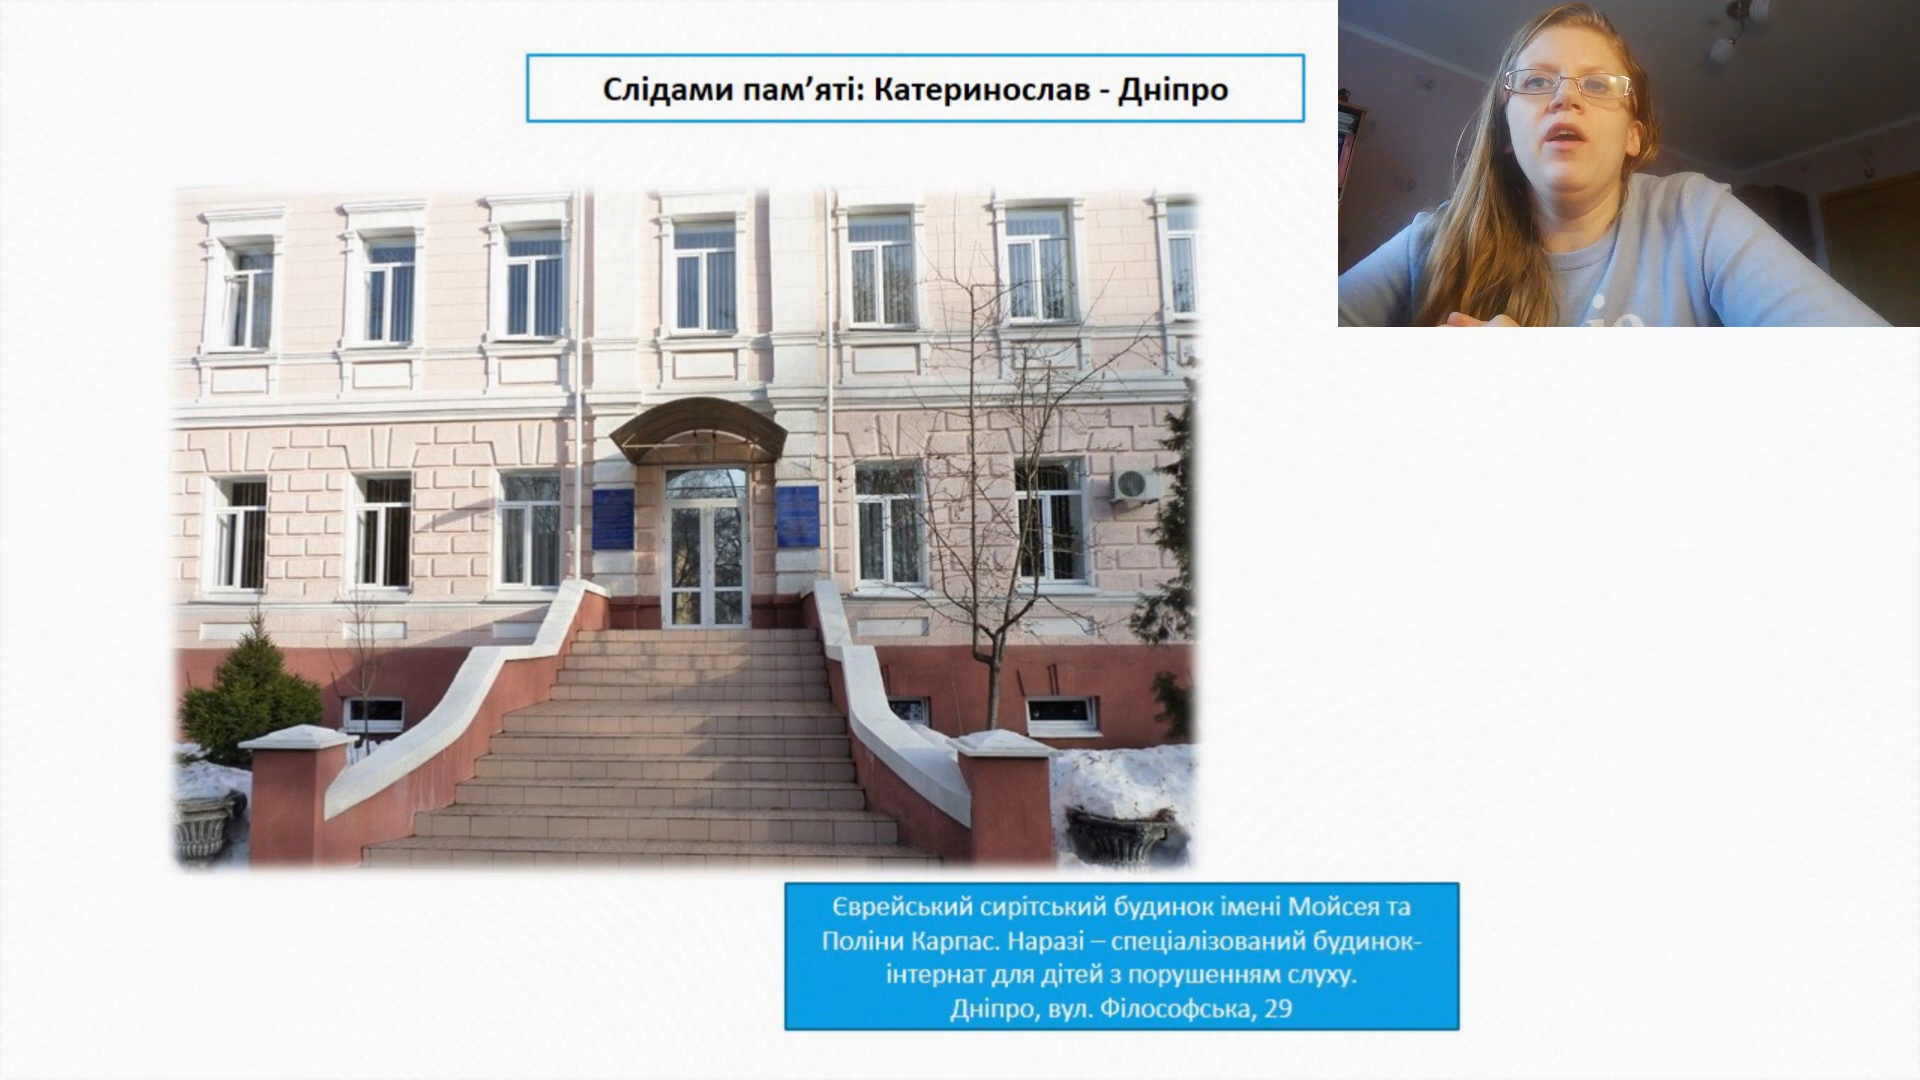 Слідами пам’яті: Катеринослав - Дніпро
Єврейський сирітський будинок імені Мойсея та
Поліни Карпас. Наразі – спеціалізований будинок-
інтернат для дітей з порушенням слуху.
Дніпро, вул. Філософська, 29